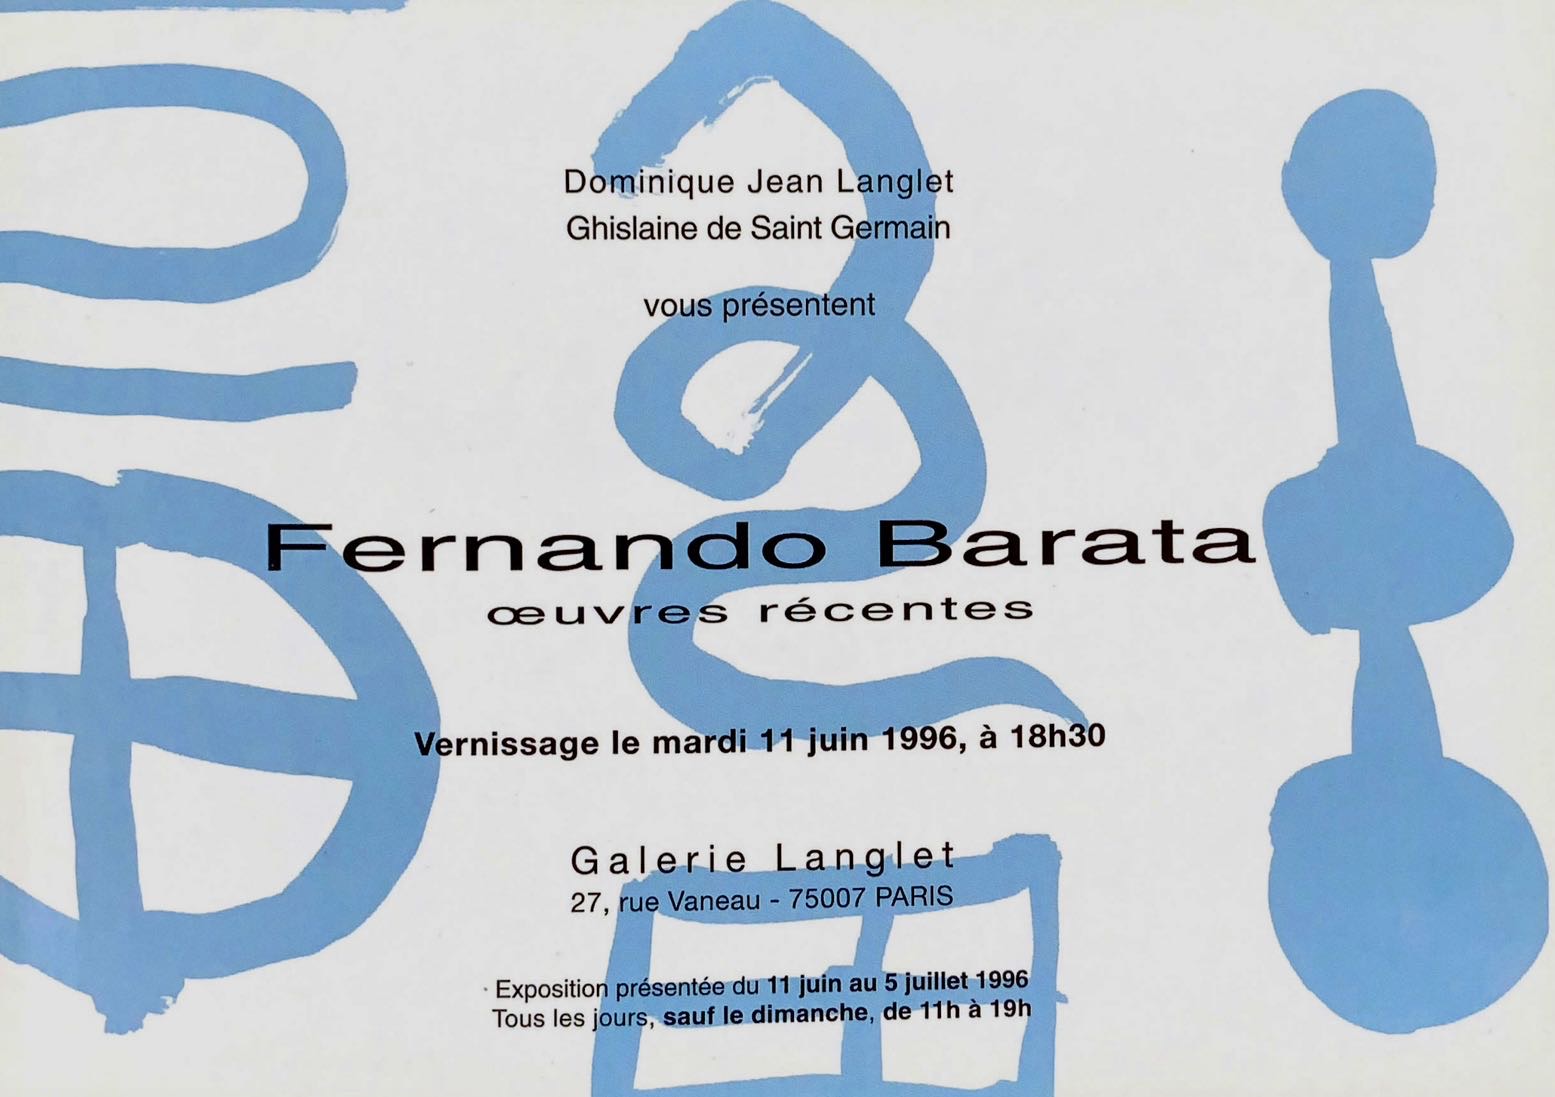 Dominique Jean Langlet
Ghislaine de Saint Germain
vous présentent
Fernando Barata
œuvres récentes
Vernissage le mardi 11 juin 1996, à 18h30
Galerie Langlet
27, rue Vaneau - 75007 PARIS
Exposition présentée du 11 juin au 5 juillet 1996
Tous les jours, sauf le dimanche, de 11h à 19h